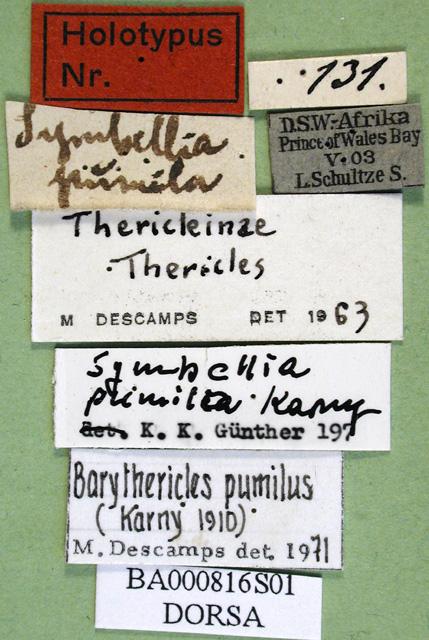 Holotypus
Nr.
131.
Symbellia
pumila
D.S.W.-Afrika
Prince of Wales Bay
V.03
L.Schultze S.
Thericleinae
Thericles
M DESCAMPS DET 1963
Symbellia
pumila Karny
det. K. K. Günther 197
Barythericles pumilus
(Karny 1910)
M. Descamps det. 1971
BA000816S01
DORSA